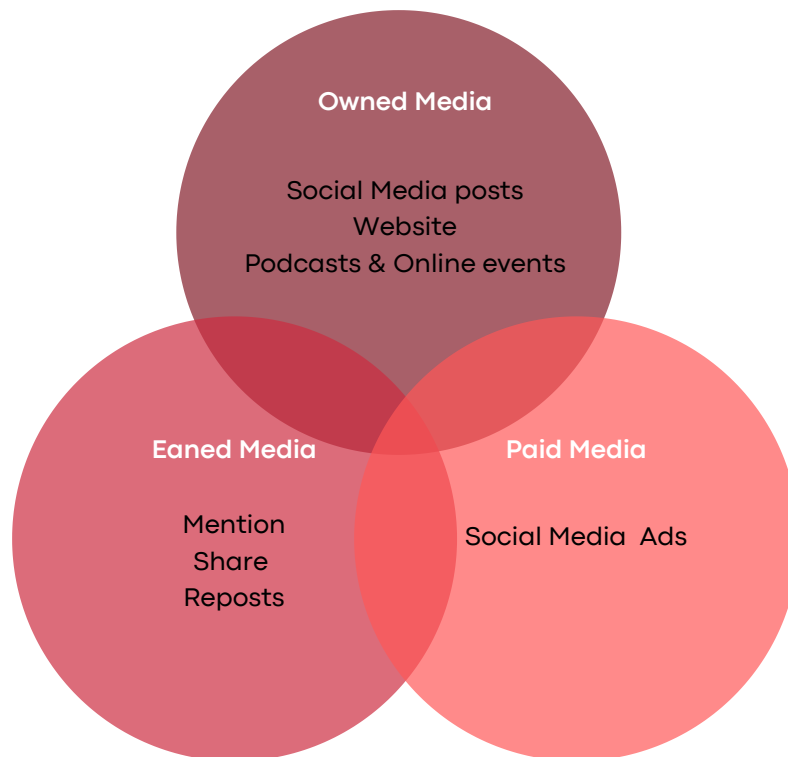 Owned Media
Social Media posts
Website
Podcasts & Online events
Eaned Media
Mention
Share
Reposts
Paid Media
Social Media  Ads